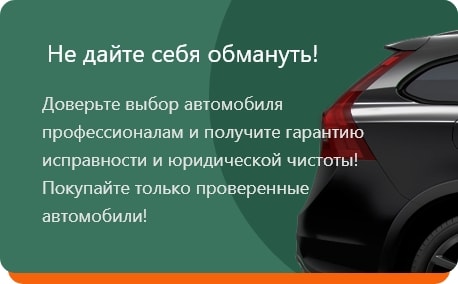 Не дайте себя обмануть!
Доверьте выбор автомобиля
профессионалам и получите гарантию
исправности и юридической чистоты!
Покупайте только проверенные
автомобили!